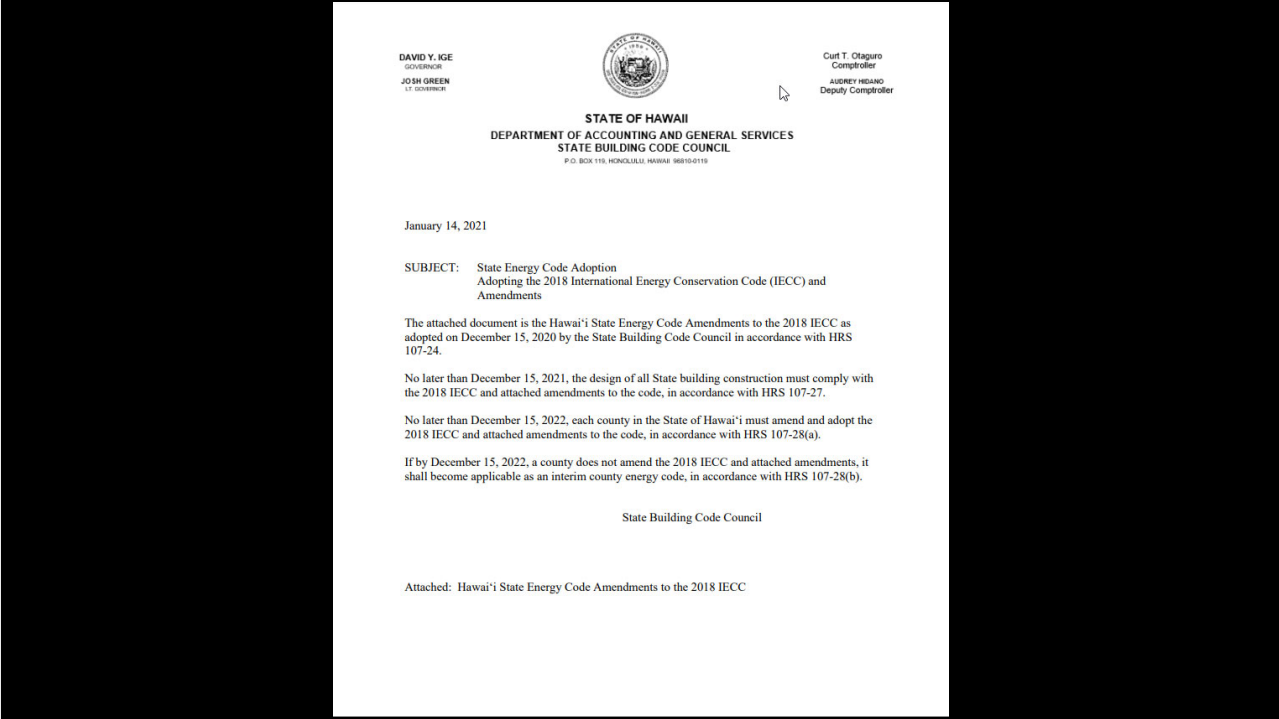 DAVID Y. IGE
GOVERNOR
JOSH GREEN
LT. GOVERNOR
STATE OF HAWAII
1959
Curt T. Otaguro
Comptroller
AUDREY HIDANO
Deputy Comptroller
STATE OF HAWAII
DEPARTMENT OF ACCOUNTING AND GENERAL SERVICES
STATE BUILDING CODE COUNCIL
P.O. BOX 119, HONOLULU, HAWAII 96810-0119
January 14, 2021
SUBJECT: State Energy Code Adoption
Adopting the 2018 International Energy Conservation Code (IECC) and
Amendments
The attached document is the Hawai‘i State Energy Code Amendments to the 2018 IECC as
adopted on December 15, 2020 by the State Building Code Council in accordance with HRS
107-24.
No later than December 15, 2021, the design of all State building construction must comply with
the 2018 IECC and attached amendments to the code, in accordance with HRS 107-27.
No later than December 15, 2022, each county in the State of Hawai‘i must amend and adopt the
2018 IECC and attached amendments to the code, in accordance with HRS 107-28(a).
If by December 15, 2022, a county does not amend the 2018 IECC and attached amendments, it
shall become applicable as an interim county energy code, in accordance with HRS 107-28(b).
State Building Code Council
Attached: Hawai‘i State Energy Code Amendments to the 2018 IECC